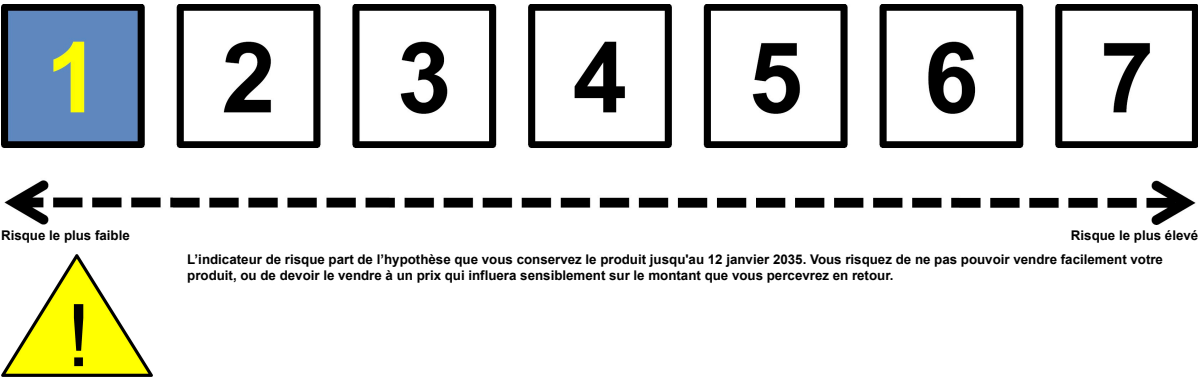 1 2 3 4 5 6 7
Risque le plus faible Risque le plus élevé
L'indicateur de risque part de l’hypothèse que vous conservez le produit jusqu'au 12 janvier 2035. Vous risquez de ne pas pouvoir vendre facilement votre
produit, ou de devoir le vendre à un prix qui influera sensiblement sur le montant que vous percevrez en retour.
!